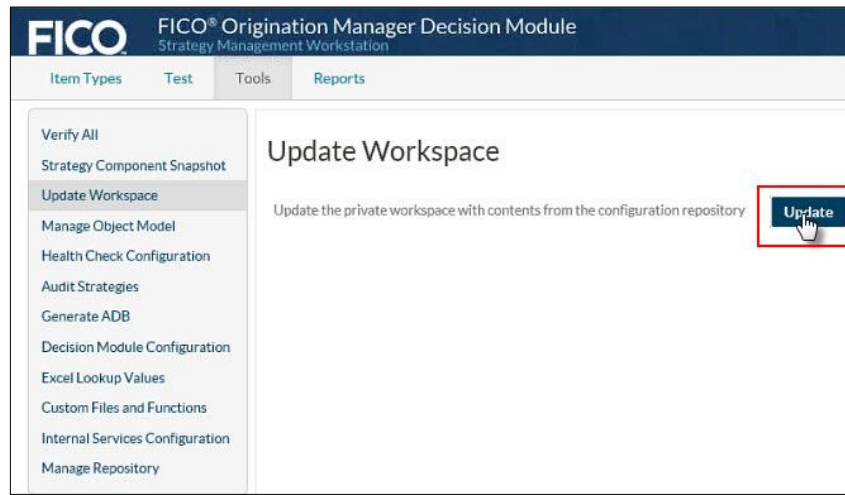 FICO® Origination Manager Decision Module
Strategy Management Workstation
Item Types Test Tools Reports
Verify All
Strategy Component Snapshot
Update Workspace
Manage Object Model
Health Check Configuration
Audit Strategies
Generate ADB
Decision Module Configuration
Excel Lookup Values
Custom Files and Functions
Internal Services Configuration
Manage Repository
Update Workspace
Update the private workspace with contents from the configuration repository
Update
FICO